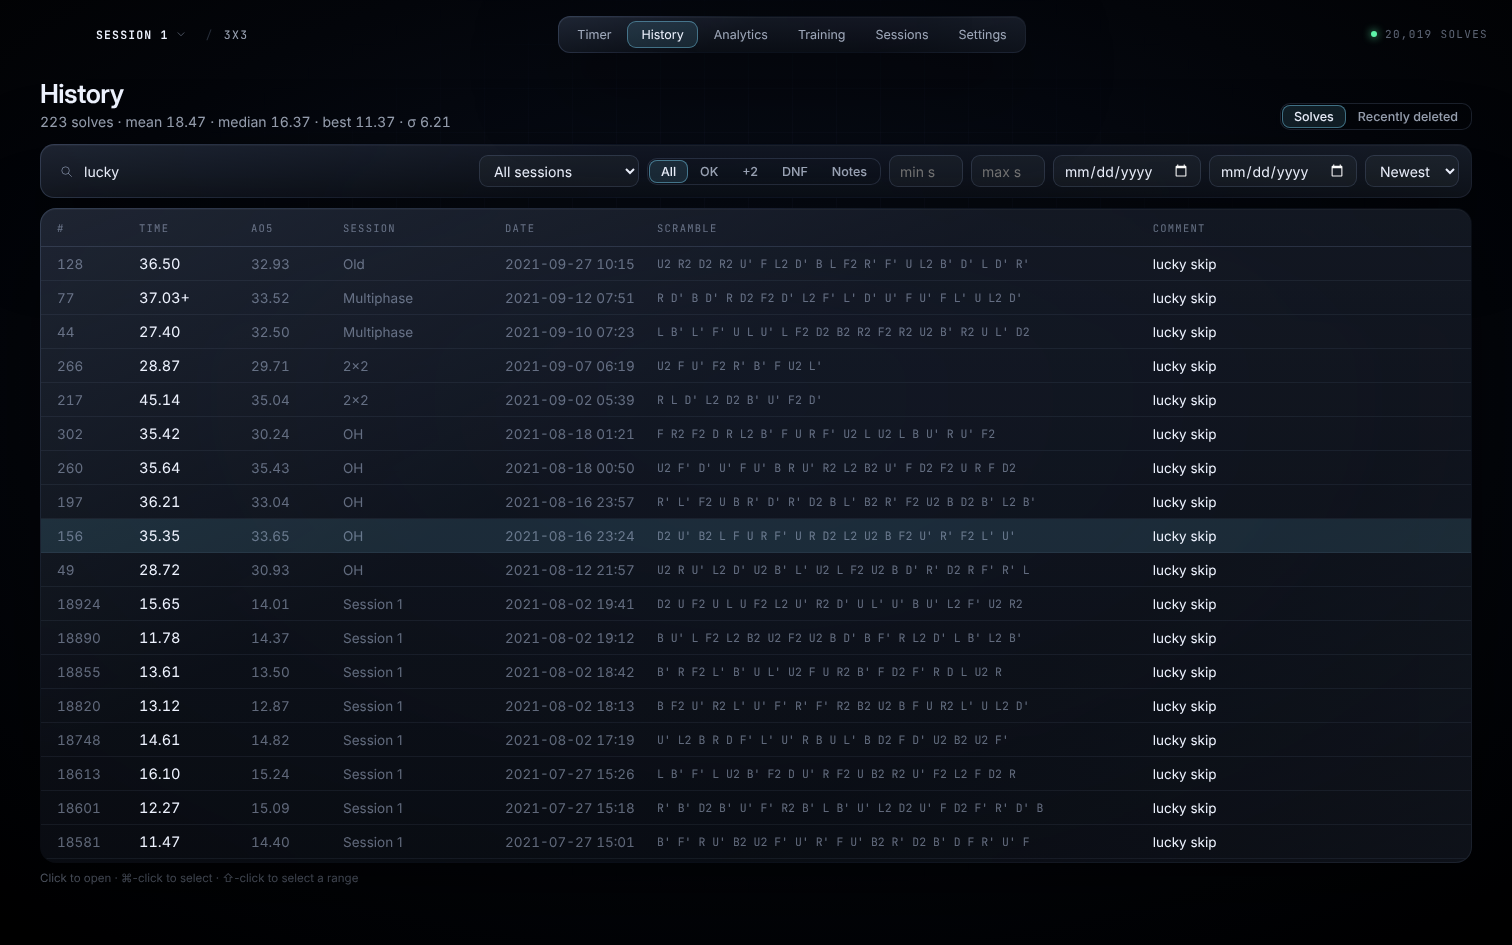 SESSION 1 / 3X3
Timer History Analytics Training Sessions Settings
20,019 SOLVES
History
223 solves · mean 18.47 · median 16.37 · best 11.37 · σ 6.21
Solves Recently deleted
lucky All sessions All OK +2 DNF Notes min s max s mm/dd/yyyy mm/dd/yyyy Newest
# TIME AO5 SESSION DATE SCRAMBLE COMMENT
128 36.50 32.93 Old 2021-09-27 10:15 U2 R2 D2 R2 U' F L2 D' B L F2 R' F' U L2 B' D' L D' R' lucky skip
77 37.03+ 33.52 Multiphase 2021-09-12 07:51 R D' B D' R D2 F2 D' L2 F' L' D' U' F U' F L' U L2 D' lucky skip
44 27.40 32.50 Multiphase 2021-09-10 07:23 L B' L' F' U L U' L F2 D2 B2 R2 F2 R2 U2 B' R2 U L' D2 lucky skip
266 28.87 29.71 2×2 2021-09-07 06:19 U2 F U' F2 R' B' F U2 L' lucky skip
217 45.14 35.04 2×2 2021-09-02 05:39 R L D' L2 D2 B' U' F2 D' lucky skip
302 35.42 30.24 OH 2021-08-18 01:21 F R2 F2 D R L2 B' F U R F' U2 L U2 L B U' R U' F2 lucky skip
260 35.64 35.43 OH 2021-08-18 00:50 U2 F' D' U' F U' B R U' R2 L2 B2 U' F D2 F2 U R F D2 lucky skip
197 36.21 33.04 OH 2021-08-16 23:57 R' L' F2 U B R' D' R' D2 B L' B2 R' F2 U2 B D2 B' L2 B' lucky skip
156 35.35 33.65 OH 2021-08-16 23:24 D2 U' B2 L F U R F' U R D2 L2 U2 B F2 U' R' F2 L' U' lucky skip
49 28.72 30.93 OH 2021-08-12 21:57 U2 R U' L2 D' U2 B' L' U2 L F2 U2 B D' R' D2 R F' R' L lucky skip
18924 15.65 14.01 Session 1 2021-08-02 19:41 D2 U F2 U L U F2 L2 U' R2 D' U L' U' B U' L2 F' U2 R2 lucky skip
18890 11.78 14.37 Session 1 2021-08-02 19:12 B U' L F2 L2 B2 U2 F2 U2 B D' B F' R L2 D' L B' L2 B' lucky skip
18855 13.61 13.50 Session 1 2021-08-02 18:42 B' R F2 L' B' U L' U2 F U R2 B' F D2 F' R D L U2 R lucky skip
18820 13.12 12.87 Session 1 2021-08-02 18:13 B F2 U' R2 L' U' F' R' F' R2 B2 U2 B F U R2 L' U L2 D' lucky skip
18748 14.61 14.82 Session 1 2021-08-02 17:19 U' L2 B R D F' L' U' R B U L' B D2 F D' U2 B2 U2 F' lucky skip
18613 16.10 15.24 Session 1 2021-07-27 15:26 L B' F' L U2 B' F2 D U' R F2 U B2 R2 U' F2 L2 F D2 R lucky skip
18601 12.27 15.09 Session 1 2021-07-27 15:18 R' B' D2 B' U' F' R2 B' L B' U' L2 D2 U' F D2 F' R' D' B lucky skip
18581 11.47 14.40 Session 1 2021-07-27 15:01 B' F' R U' B2 U2 F' U' R' F U' B2 R' D2 B' D F R' U' F lucky skip
Click to open · ⌘-click to select · ⇧-click to select a range